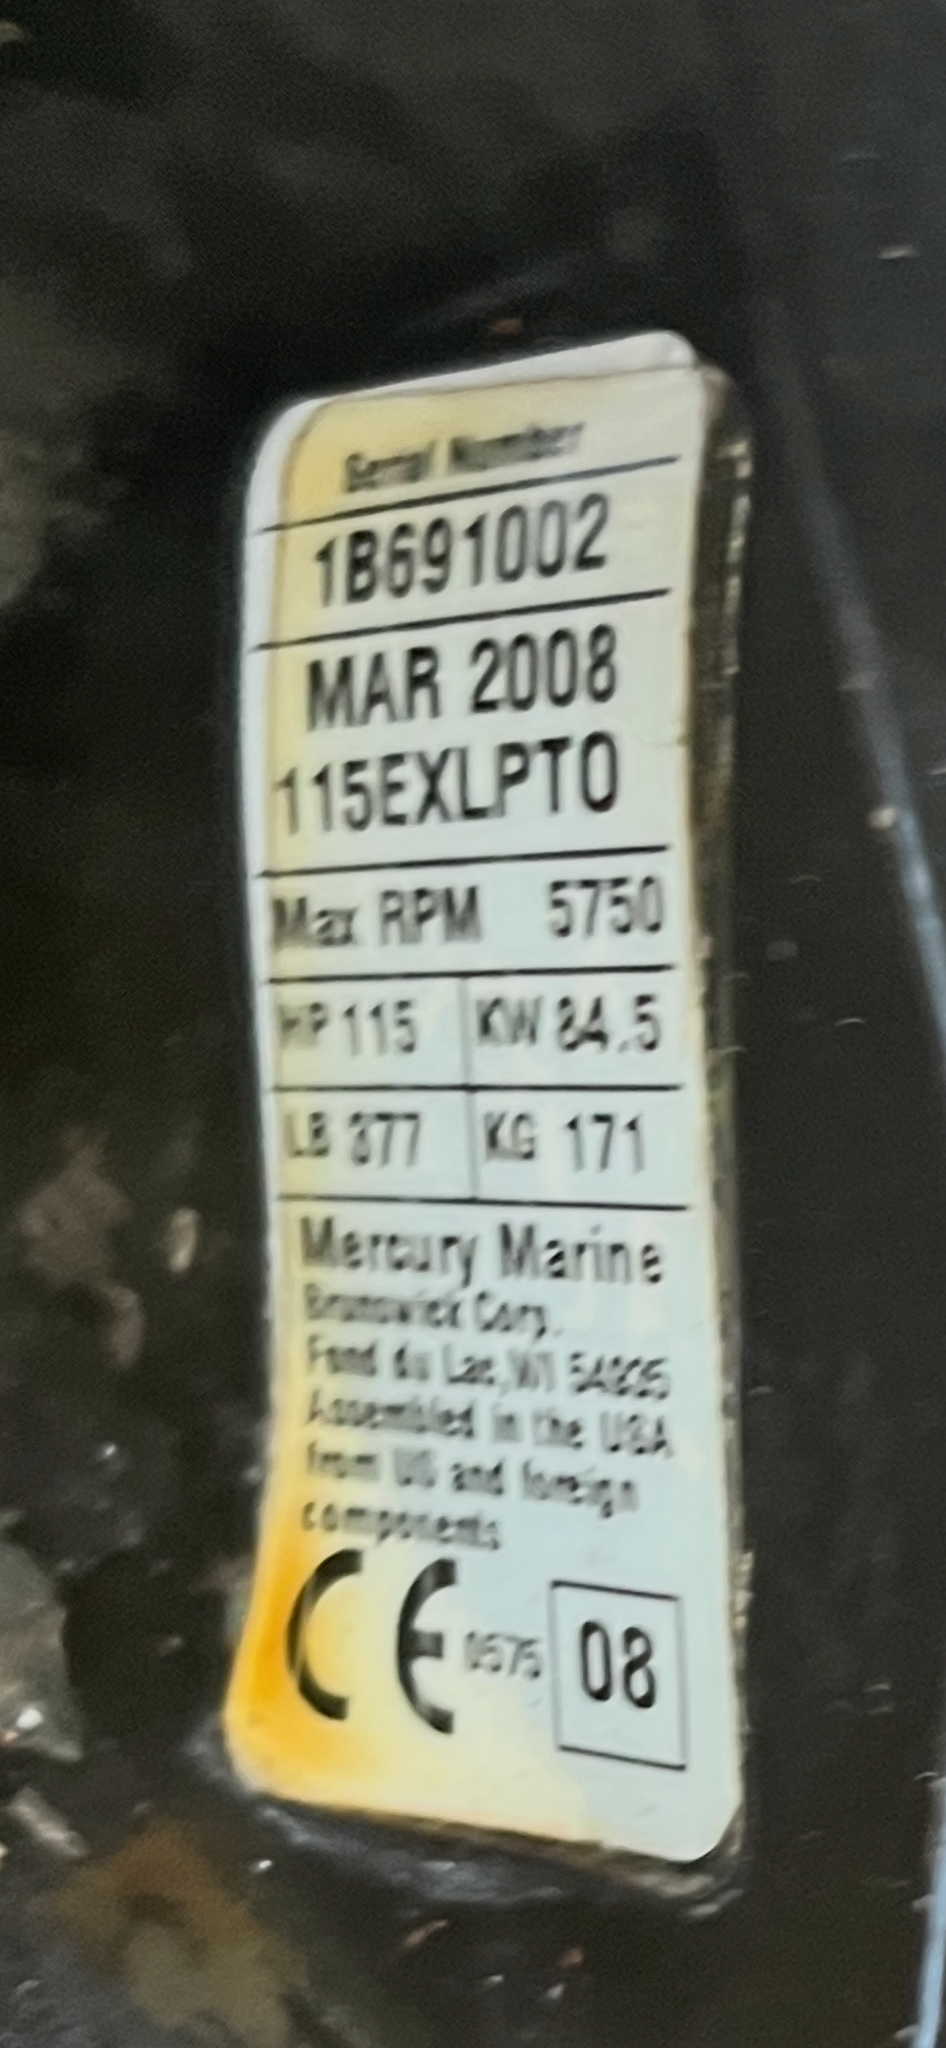 Serial Number
1B691002
MAR 2008
115EXLPTO
Max RPM 5750
HP 115 KW 84.5
LB 377 KG 171
Mercury Marine
Brunswick Corp.
Fond du Lac, WI
Assembled in the USA
from US and foreign
components
CE 0575 08